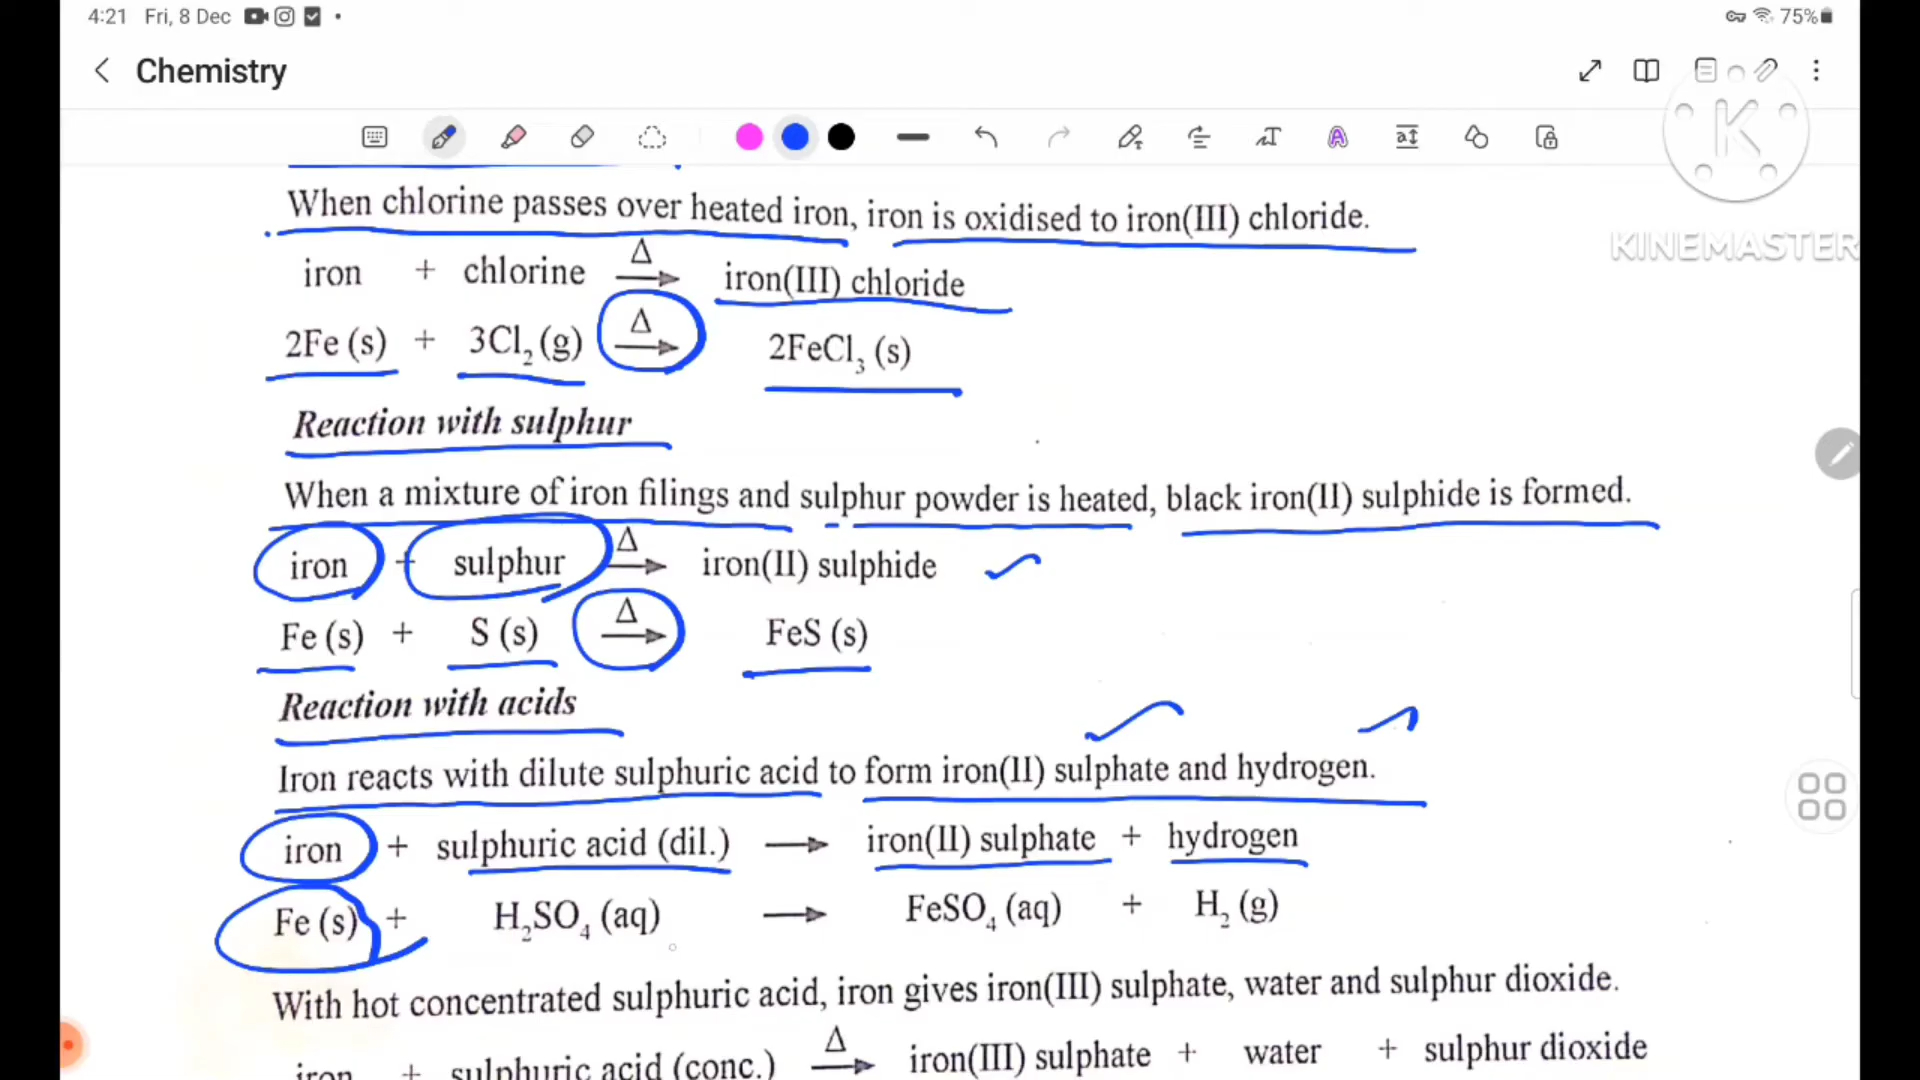 4:21 Fri, 8 Dec
75%
Chemistry
K
KINEMASTER
When chlorine passes over heated iron, iron is oxidised to iron(III) chloride.
iron + chlorine Δ→ iron(III) chloride
2Fe (s) + 3Cl₂ (g) Δ→ 2FeCl₃ (s)
Reaction with sulphur
When a mixture of iron filings and sulphur powder is heated, black iron(II) sulphide is formed.
iron + sulphur Δ→ iron(II) sulphide
Fe (s) + S (s) Δ→ FeS (s)
Reaction with acids
Iron reacts with dilute sulphuric acid to form iron(II) sulphate and hydrogen.
iron + sulphuric acid (dil.) → iron(II) sulphate + hydrogen
Fe (s) + H₂SO₄ (aq) → FeSO₄ (aq) + H₂ (g)
With hot concentrated sulphuric acid, iron gives iron(III) sulphate, water and sulphur dioxide.
iron + sulphuric acid (conc.) Δ→ iron(III) sulphate + water + sulphur dioxide